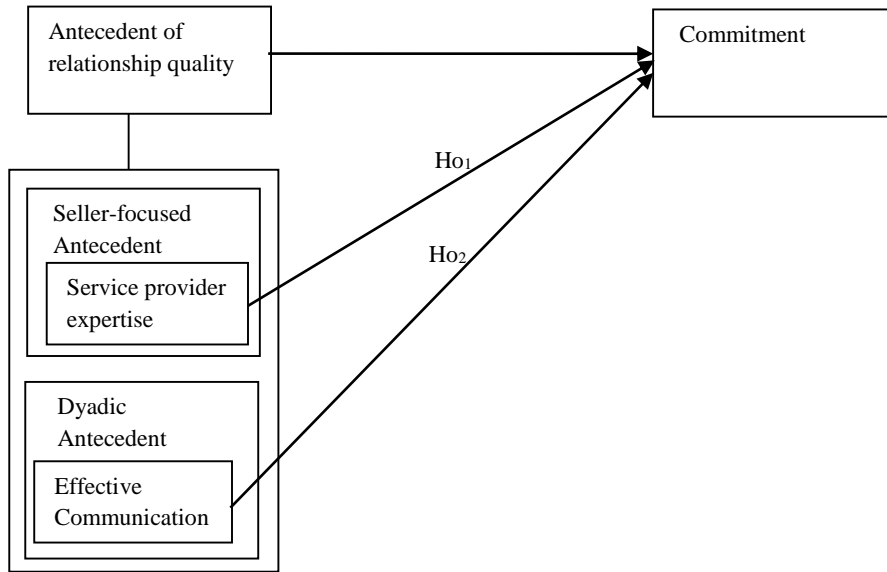 Antecedent of
relationship quality
Commitment
Ho1
Seller-focused
Antecedent
Ho2
Service provider
expertise
Dyadic
Antecedent
Effective
Communication